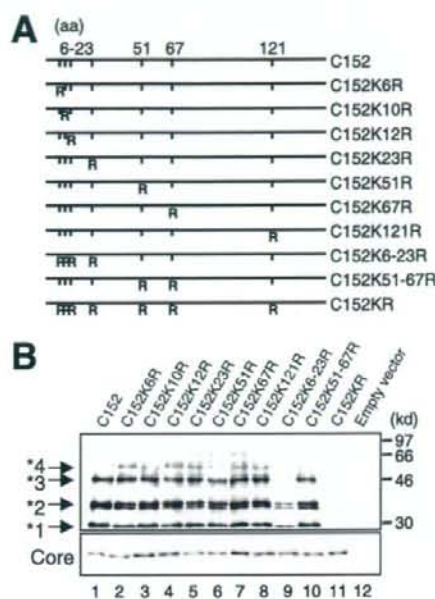 A
(aa)
6-23 51 67 121
C152
R C152K6R
R C152K10R
R C152K12R
R C152K23R
R C152K51R
R C152K67R
R C152K121R
RRR R C152K6-23R
R R C152K51-67R
RRR R R R R C152KR
B
C152 C152K6R C152K10R C152K12R C152K23R C152K51R C152K67R C152K121R C152K6-23R C152K51-67R C152KR Empty vector
(kd)
97
66
*4
*3 46
*2
*1 30
Core
1 2 3 4 5 6 7 8 9 10 11 12